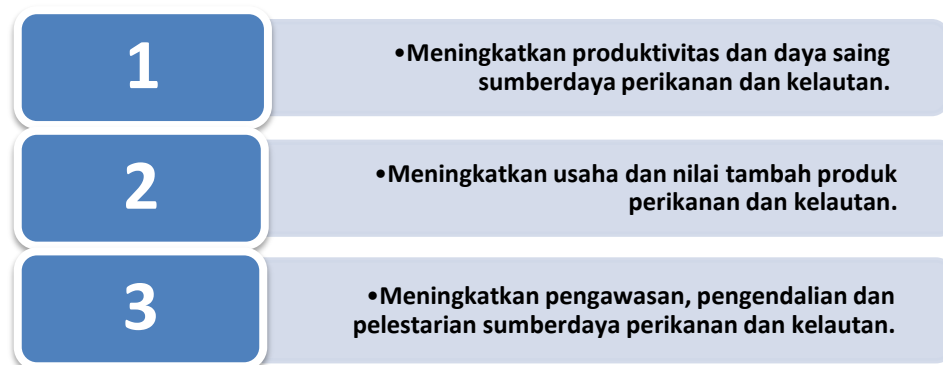 1
•Meningkatkan produktivitas dan daya saing
sumberdaya perikanan dan kelautan.
2
•Meningkatkan usaha dan nilai tambah produk
perikanan dan kelautan.
3
•Meningkatkan pengawasan, pengendalian dan
pelestarian sumberdaya perikanan dan kelautan.